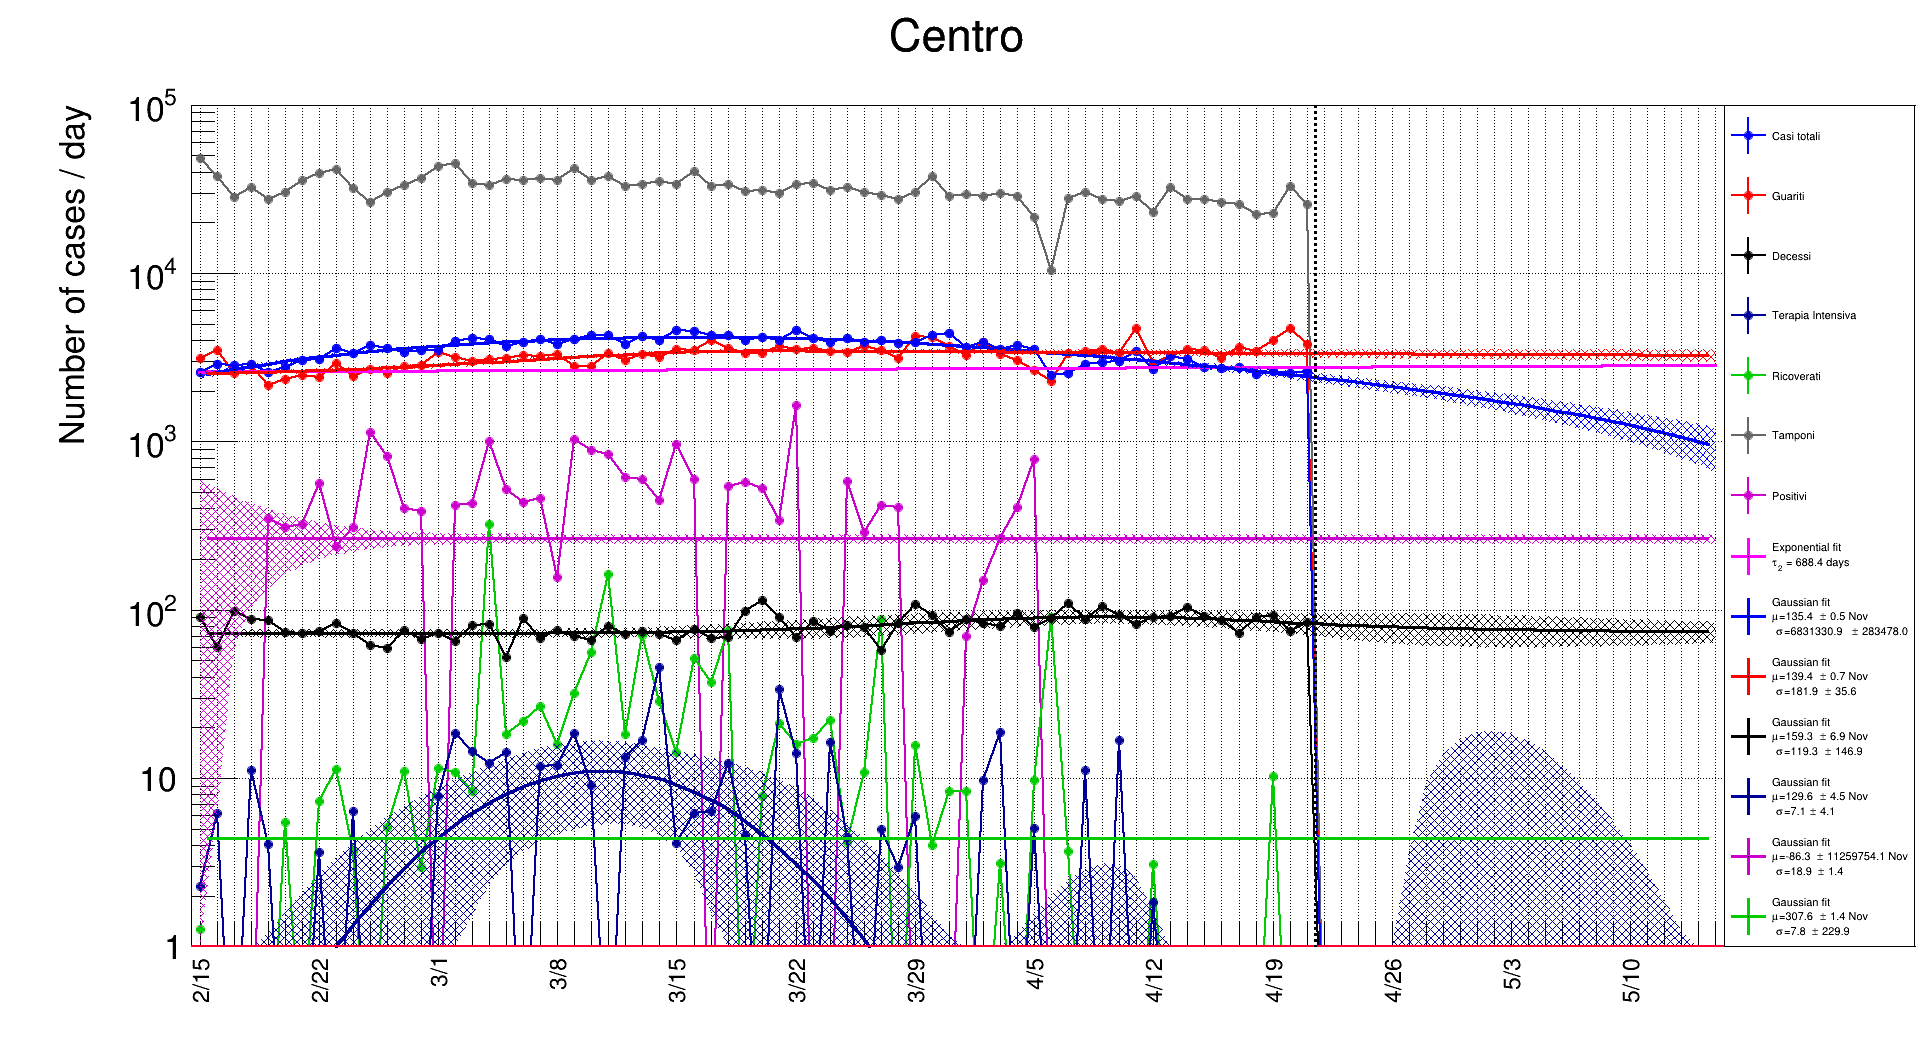 Centro
Number of cases / day
10^5
10^4
10^3
10^2
10
1
2/15
2/22
3/1
3/8
3/15
3/22
3/29
4/5
4/12
4/19
4/26
5/3
5/10
Casi totali
Guariti
Decessi
Terapia Intensiva
Ricoverati
Tamponi
Positivi
Exponential fit
τ₂ = 688.4 days
Gaussian fit
μ=135.4 ± 0.5 Nov
σ=6831330.9 ± 283478.0
Gaussian fit
μ=139.4 ± 0.7 Nov
σ=181.9 ± 35.6
Gaussian fit
μ=159.3 ± 6.9 Nov
σ=119.3 ± 146.9
Gaussian fit
μ=129.6 ± 4.5 Nov
σ=7.1 ± 4.1
Gaussian fit
μ=-86.3 ± 11259754.1 Nov
σ=18.9 ± 1.4
Gaussian fit
μ=307.6 ± 1.4 Nov
σ=7.8 ± 229.9